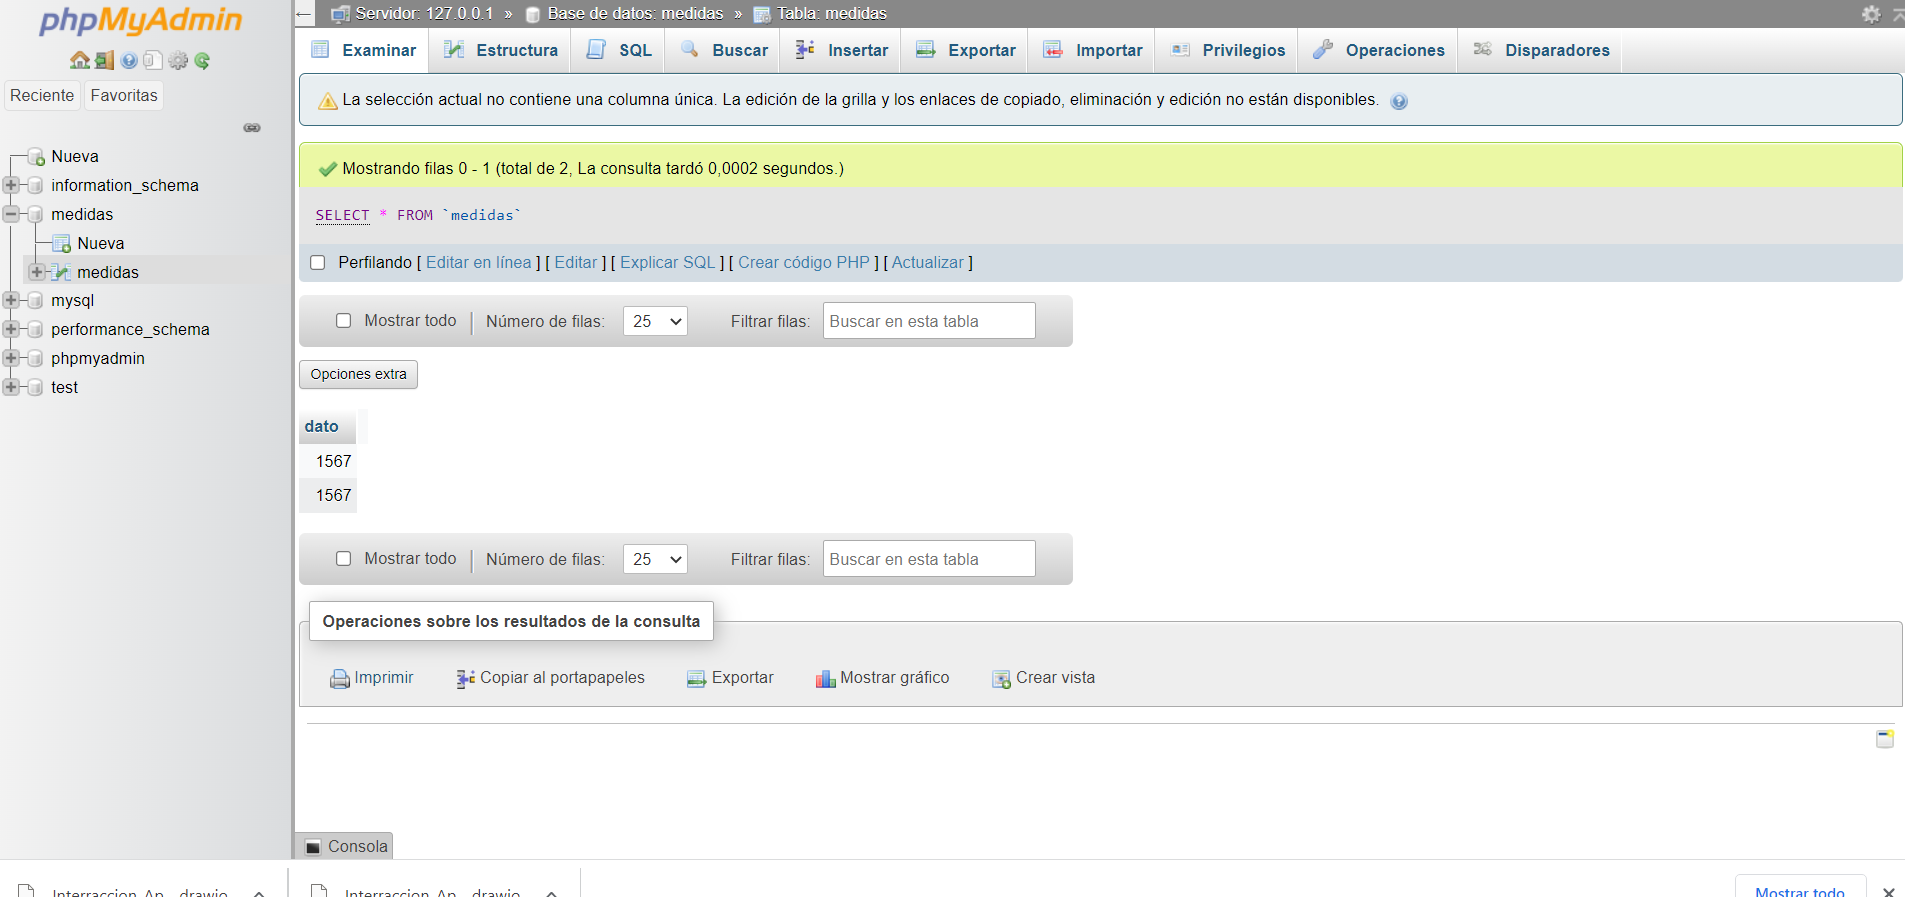 phpMyAdmin
Reciente Favoritas
Nueva
information_schema
medidas
Nueva
medidas
mysql
performance_schema
phpmyadmin
test
← Servidor: 127.0.0.1 » Base de datos: medidas » Tabla: medidas
Examinar Estructura SQL Buscar Insertar Exportar Importar Privilegios Operaciones Disparadores
La selección actual no contiene una columna única. La edición de la grilla y los enlaces de copiado, eliminación y edición no están disponibles.
Mostrando filas 0 - 1 (total de 2, La consulta tardó 0,0002 segundos.)
SELECT * FROM `medidas`
Perfilando [ Editar en línea ] [ Editar ] [ Explicar SQL ] [ Crear código PHP ] [ Actualizar ]
Mostrar todo | Número de filas: 25 Filtrar filas: Buscar en esta tabla
Opciones extra
dato
1567
1567
Mostrar todo | Número de filas: 25 Filtrar filas: Buscar en esta tabla
Operaciones sobre los resultados de la consulta
Imprimir Copiar al portapapeles Exportar Mostrar gráfico Crear vista
Consola
Interraccion_Ap....drawio Interraccion_Ap....drawio Mostrar todo